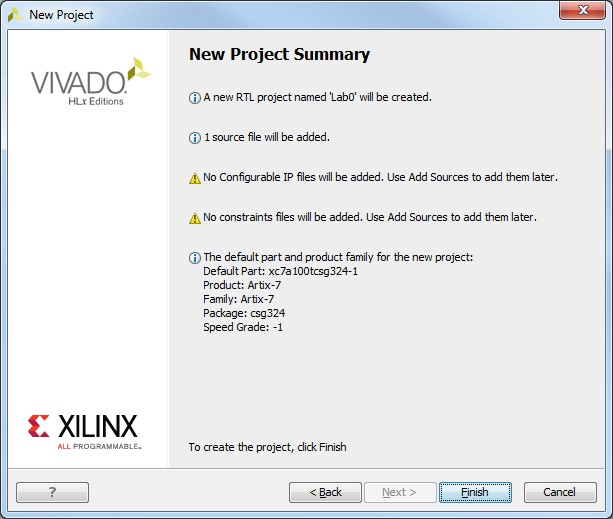 New Project
VIVADO.
HLx Editions
New Project Summary
A new RTL project named 'Lab0' will be created.
1 source file will be added.
No Configurable IP files will be added. Use Add Sources to add them later.
No constraints files will be added. Use Add Sources to add them later.
The default part and product family for the new project:
Default Part: xc7a100tcsg324-1
Product: Artix-7
Family: Artix-7
Package: csg324
Speed Grade: -1
XILINX
ALL PROGRAMMABLE™
To create the project, click Finish
?
< Back
Next >
Finish
Cancel